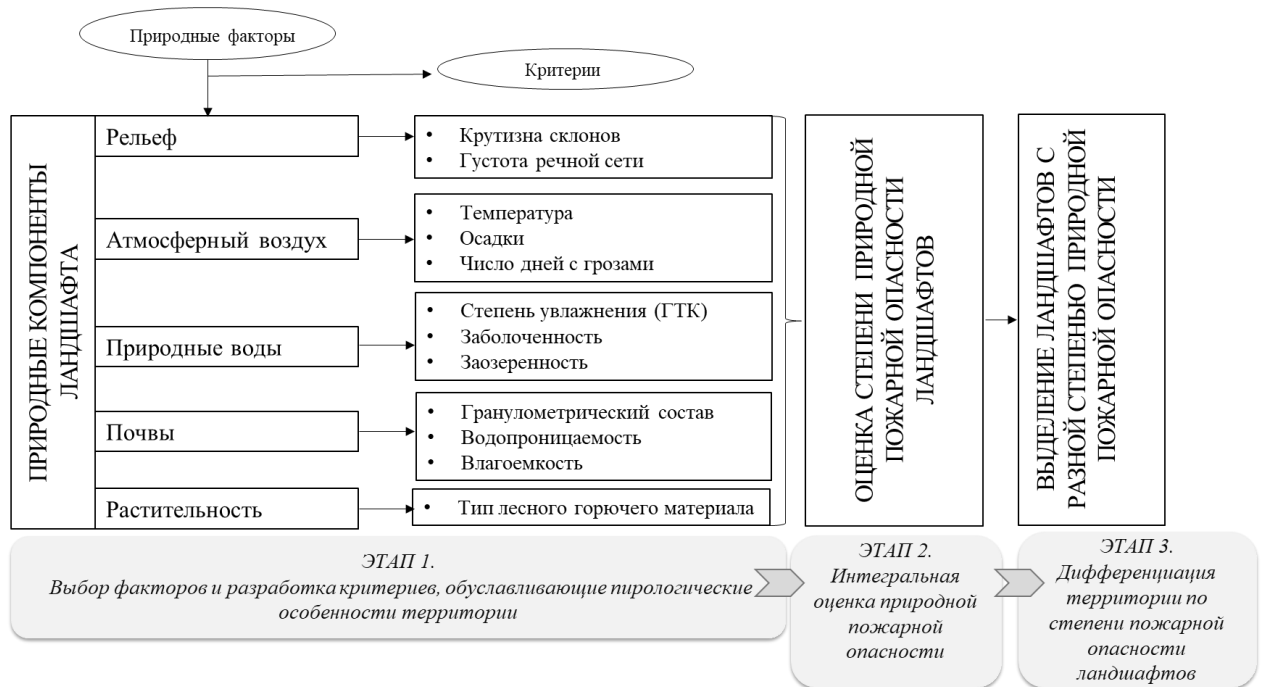 Природные факторы
Критерии
ПРИРОДНЫЕ КОМПОНЕНТЫ
ЛАНДШАФТА
Рельеф
• Крутизна склонов
• Густота речной сети
Атмосферный воздух
• Температура
• Осадки
• Число дней с грозами
Природные воды
• Степень увлажнения (ГТК)
• Заболоченность
• Заозеренность
Почвы
• Гранулометрический состав
• Водопроницаемость
• Влагоемкость
Растительность
• Тип лесного горючего материала
ОЦЕНКА СТЕПЕНИ ПРИРОДНОЙ
ПОЖАРНОЙ ОПАСНОСТИ
ЛАНДШАФТОВ
ВЫДЕЛЕНИЕ ЛАНДШАФТОВ С
РАЗНОЙ СТЕПЕНЬЮ ПРИРОДНОЙ
ПОЖАРНОЙ ОПАСНОСТИ
ЭТАП 1.
Выбор факторов и разработка критериев, обуславливающие пирологические
особенности территории
ЭТАП 2.
Интегральная
оценка природной
пожарной
опасности
ЭТАП 3.
Дифференциация
территории по
степени пожарной
опасности
ландшафтов